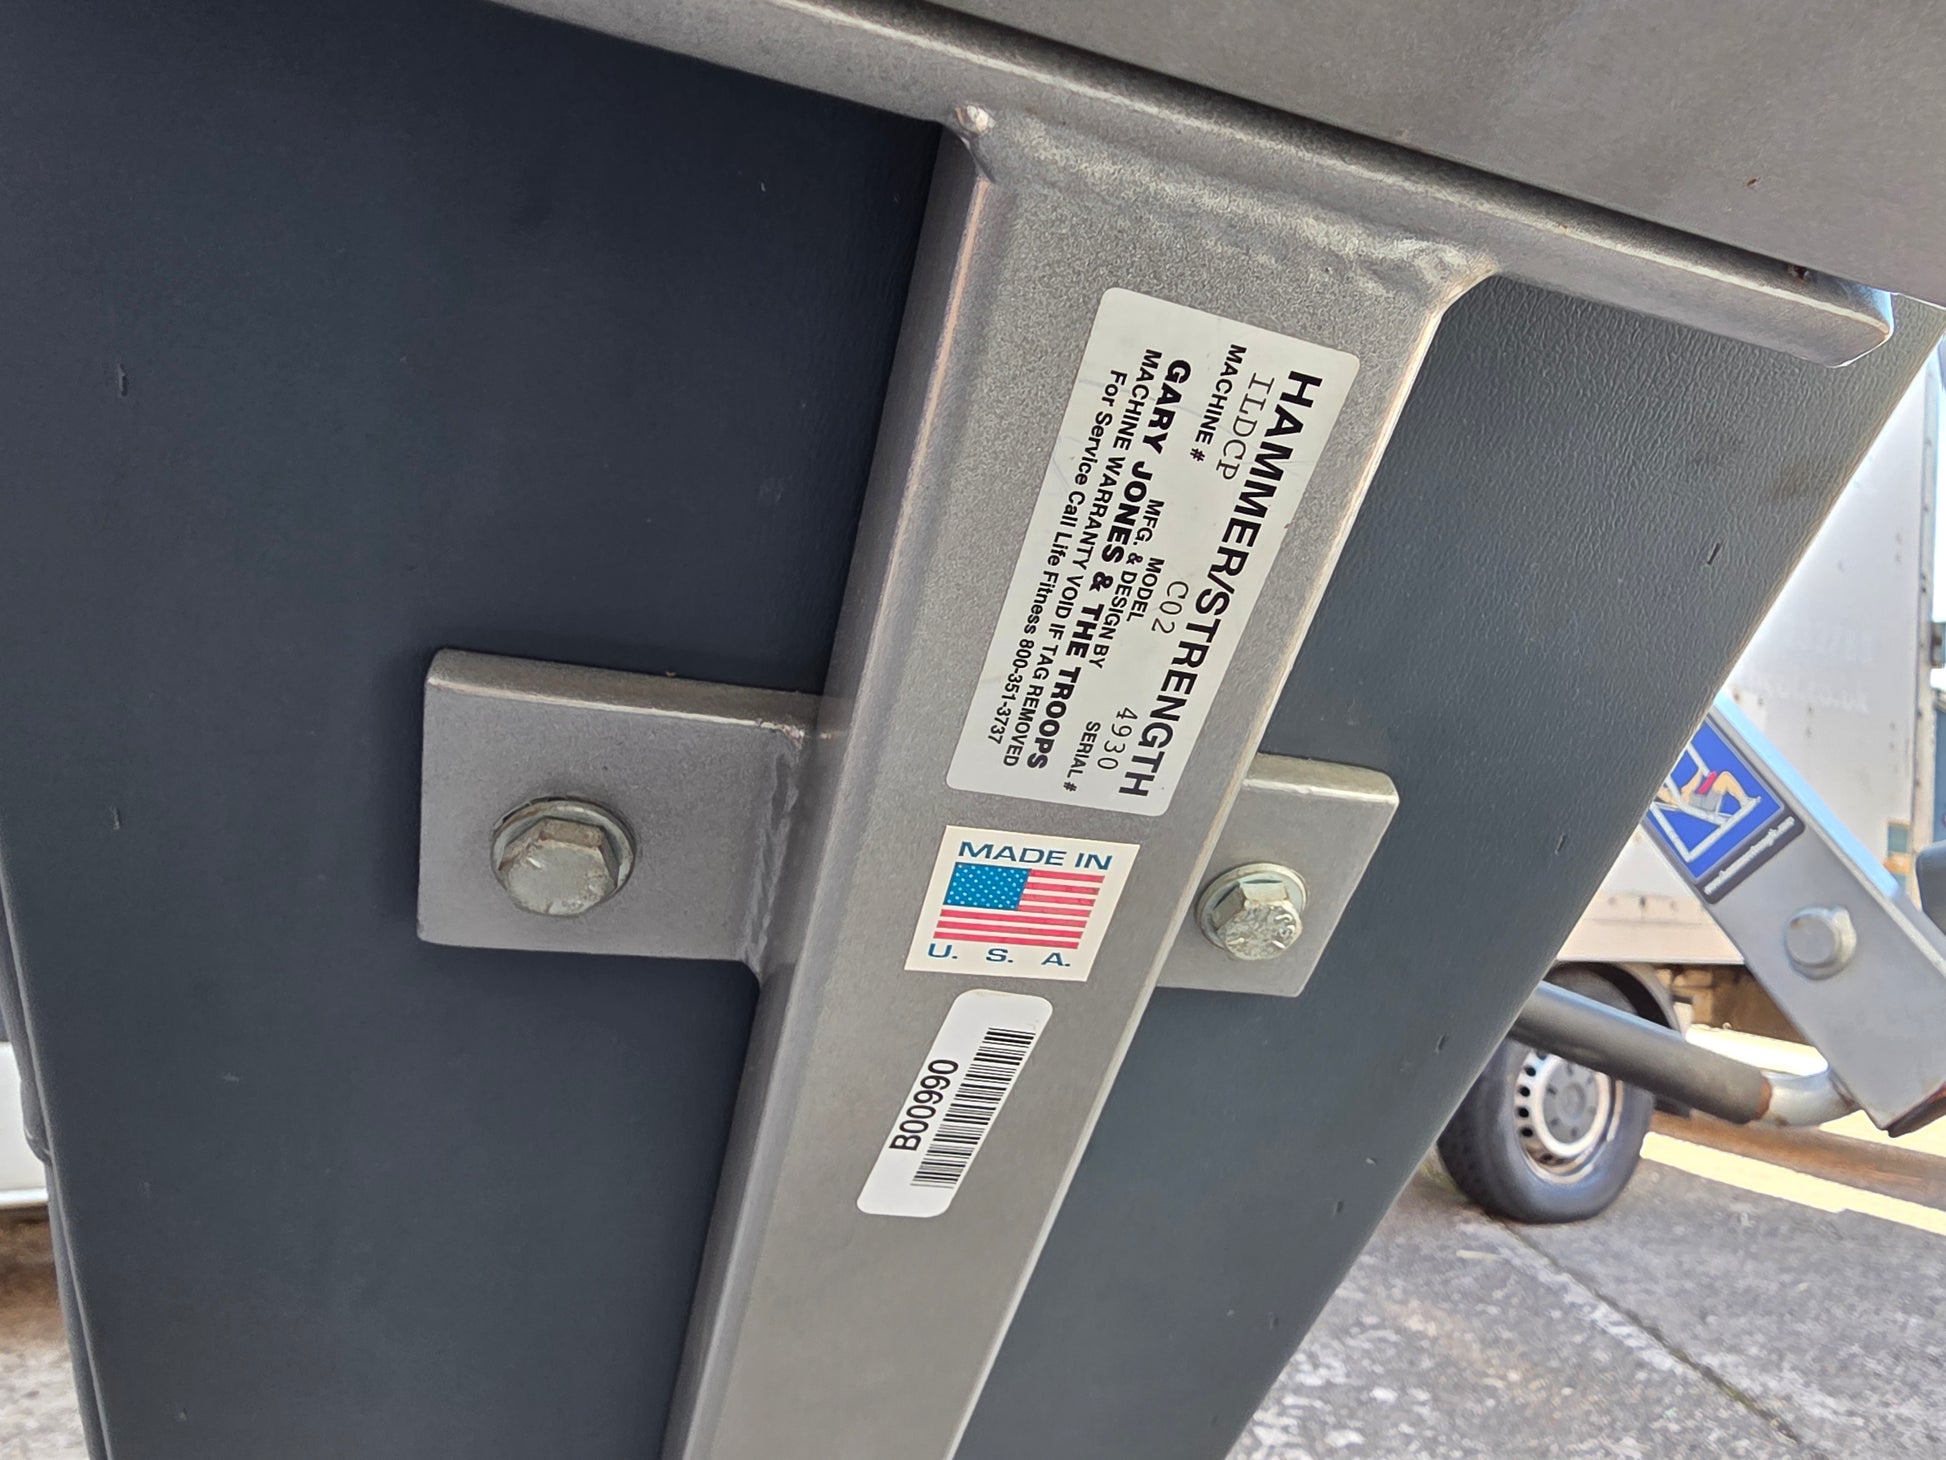 HAMMER/STRENGTH
ILDCP C02 4930
MACHINE # MODEL SERIAL #
MFG. & DESIGN BY
GARY JONES & THE TROOPS
MACHINE WARRANTY VOID IF TAG REMOVED
For Service Call Life Fitness 800-351-3737
MADE IN
U. S. A.
B00990